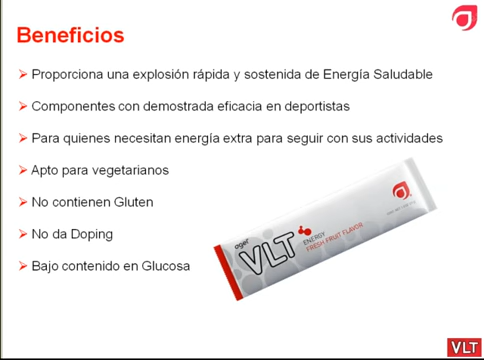 Beneficios
Proporciona una explosión rápida y sostenida de Energía Saludable
Componentes con demostrada eficacia en deportistas
Para quienes necesitan energía extra para seguir con sus actividades
Apto para vegetarianos
No contienen Gluten
No da Doping
Bajo contenido en Glucosa
agel
VLT
ENERGY
FRESH FRUIT FLAVOR
VLT